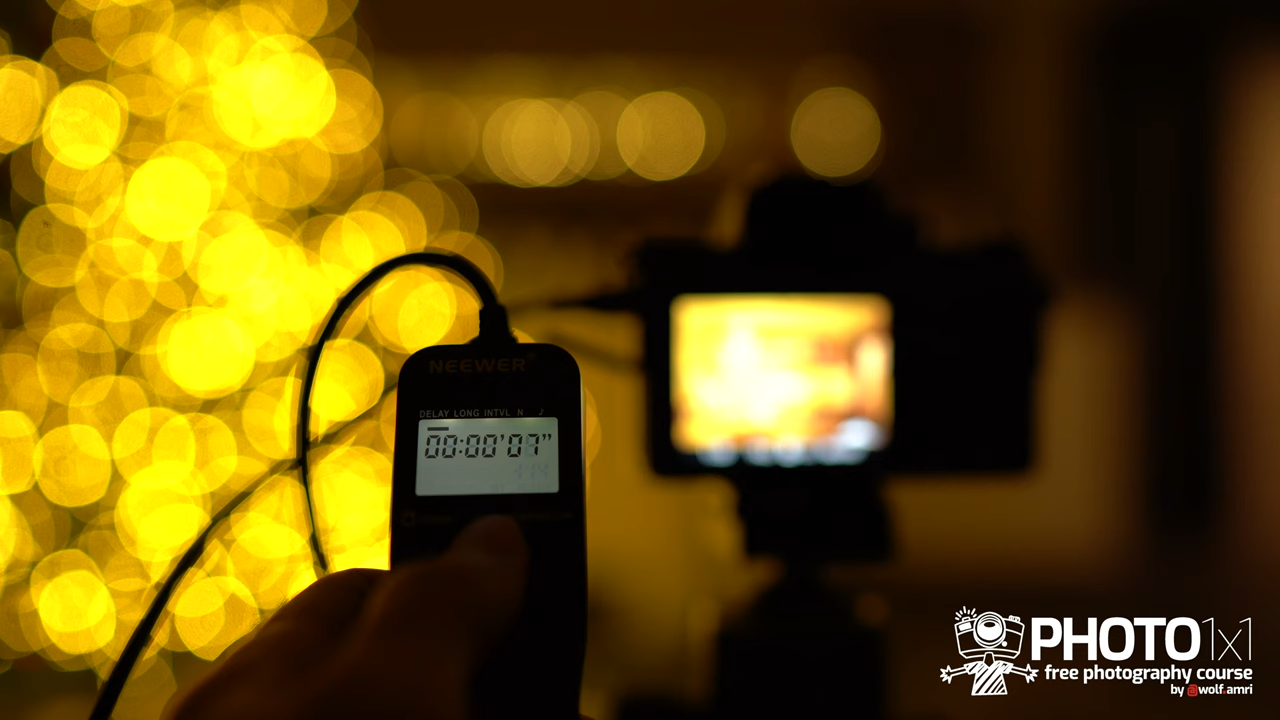 NEEWER
DELAY LONG INTVL N ♪
00:00'07"
PHOTO1x1
free photography course
by @wolf.amri